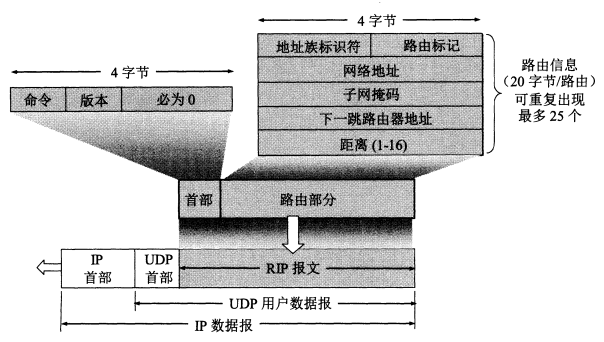 4 字节
地址族标识符
路由标记
网络地址
子网掩码
下一跳路由器地址
距离 (1-16)
路由信息
(20 字节/路由)
可重复出现
最多 25 个
4 字节
命令
版本
必为 0
首部
路由部分
IP
首部
UDP
首部
RIP 报文
UDP 用户数据报
IP 数据报